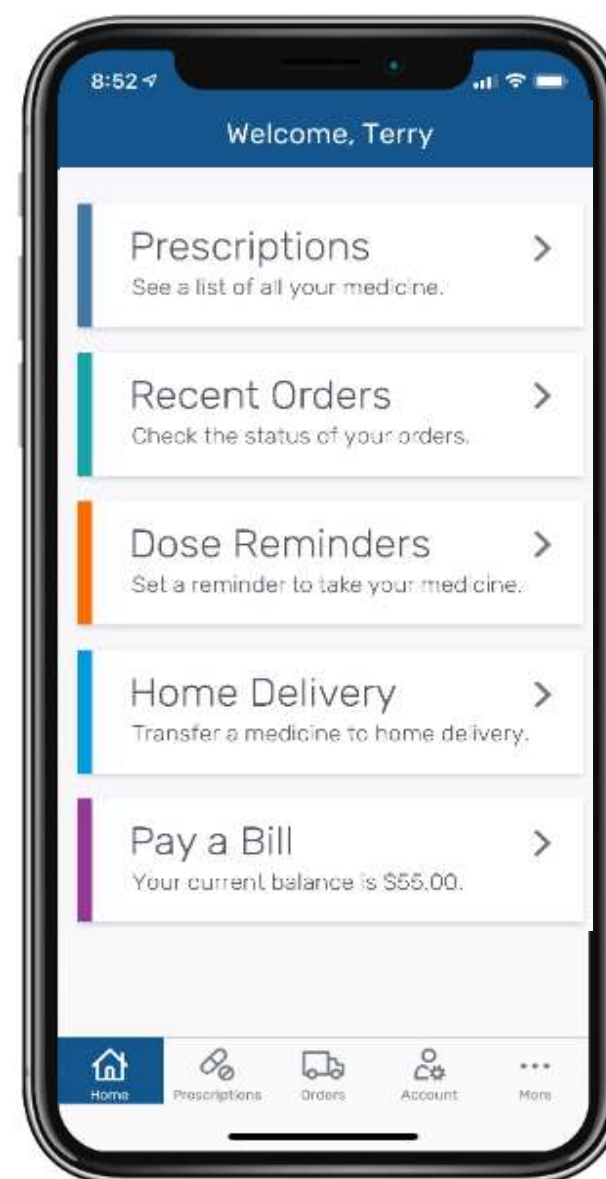 8:52
Welcome, Terry
Prescriptions
See a list of all your medicine.
Recent Orders
Check the status of your orders.
Dose Reminders
Set a reminder to take your medicine.
Home Delivery
Transfer a medicine to home delivery.
Pay a Bill
Your current balance is $55.00.
Home Prescriptions Orders Account More